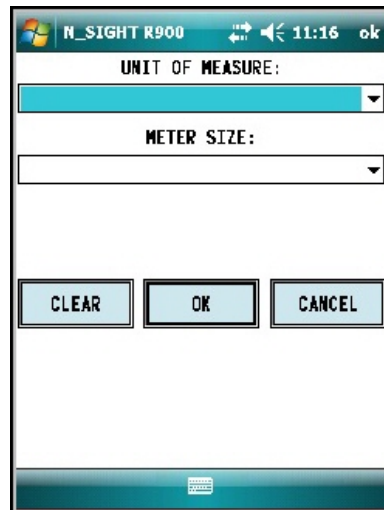 N_SIGHT R900 11:16 ok
UNIT OF MEASURE:
METER SIZE:
CLEAR OK CANCEL